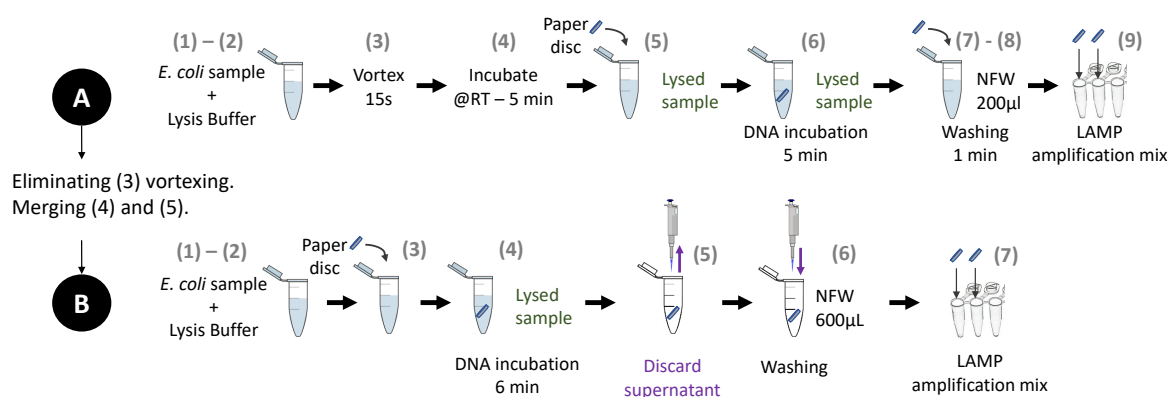 A
(1) – (2)
E. coli sample
+
Lysis Buffer
(3)
Vortex
15s
(4)
Incubate
@RT – 5 min
Paper
disc
(5)
Lysed
sample
(6)
Lysed
sample
DNA incubation
5 min
(7) - (8)
NFW
200µl
Washing
1 min
(9)
LAMP
amplification mix
Eliminating (3) vortexing.
Merging (4) and (5).
B
(1) – (2)
E. coli sample
+
Lysis Buffer
Paper
disc
(3)
(4)
Lysed
sample
DNA incubation
6 min
(5)
Discard
supernatant
(6)
NFW
600µL
Washing
(7)
LAMP
amplification mix